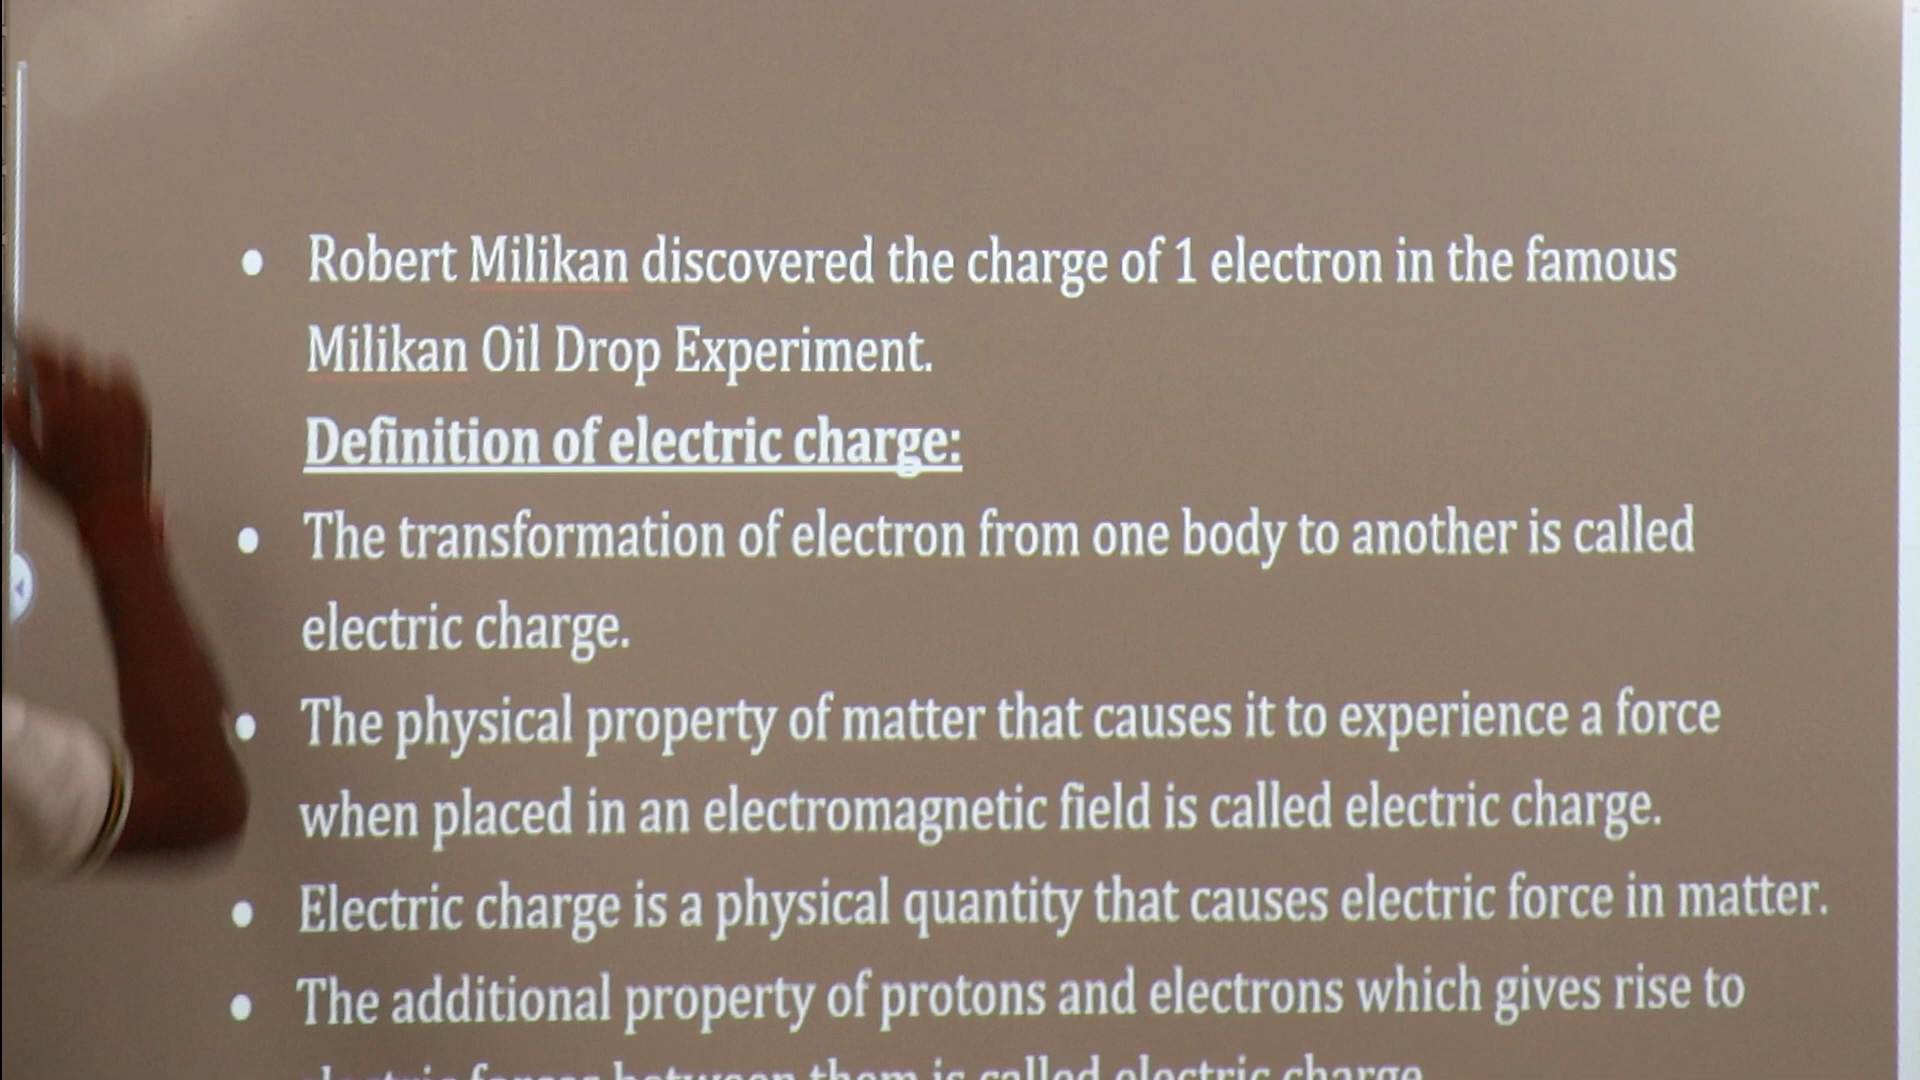 • Robert Milikan discovered the charge of 1 electron in the famous
Milikan Oil Drop Experiment.
Definition of electric charge:
• The transformation of electron from one body to another is called
electric charge.
• The physical property of matter that causes it to experience a force
when placed in an electromagnetic field is called electric charge.
• Electric charge is a physical quantity that causes electric force in matter.
• The additional property of protons and electrons which gives rise to
electric forces between them is called electric charge